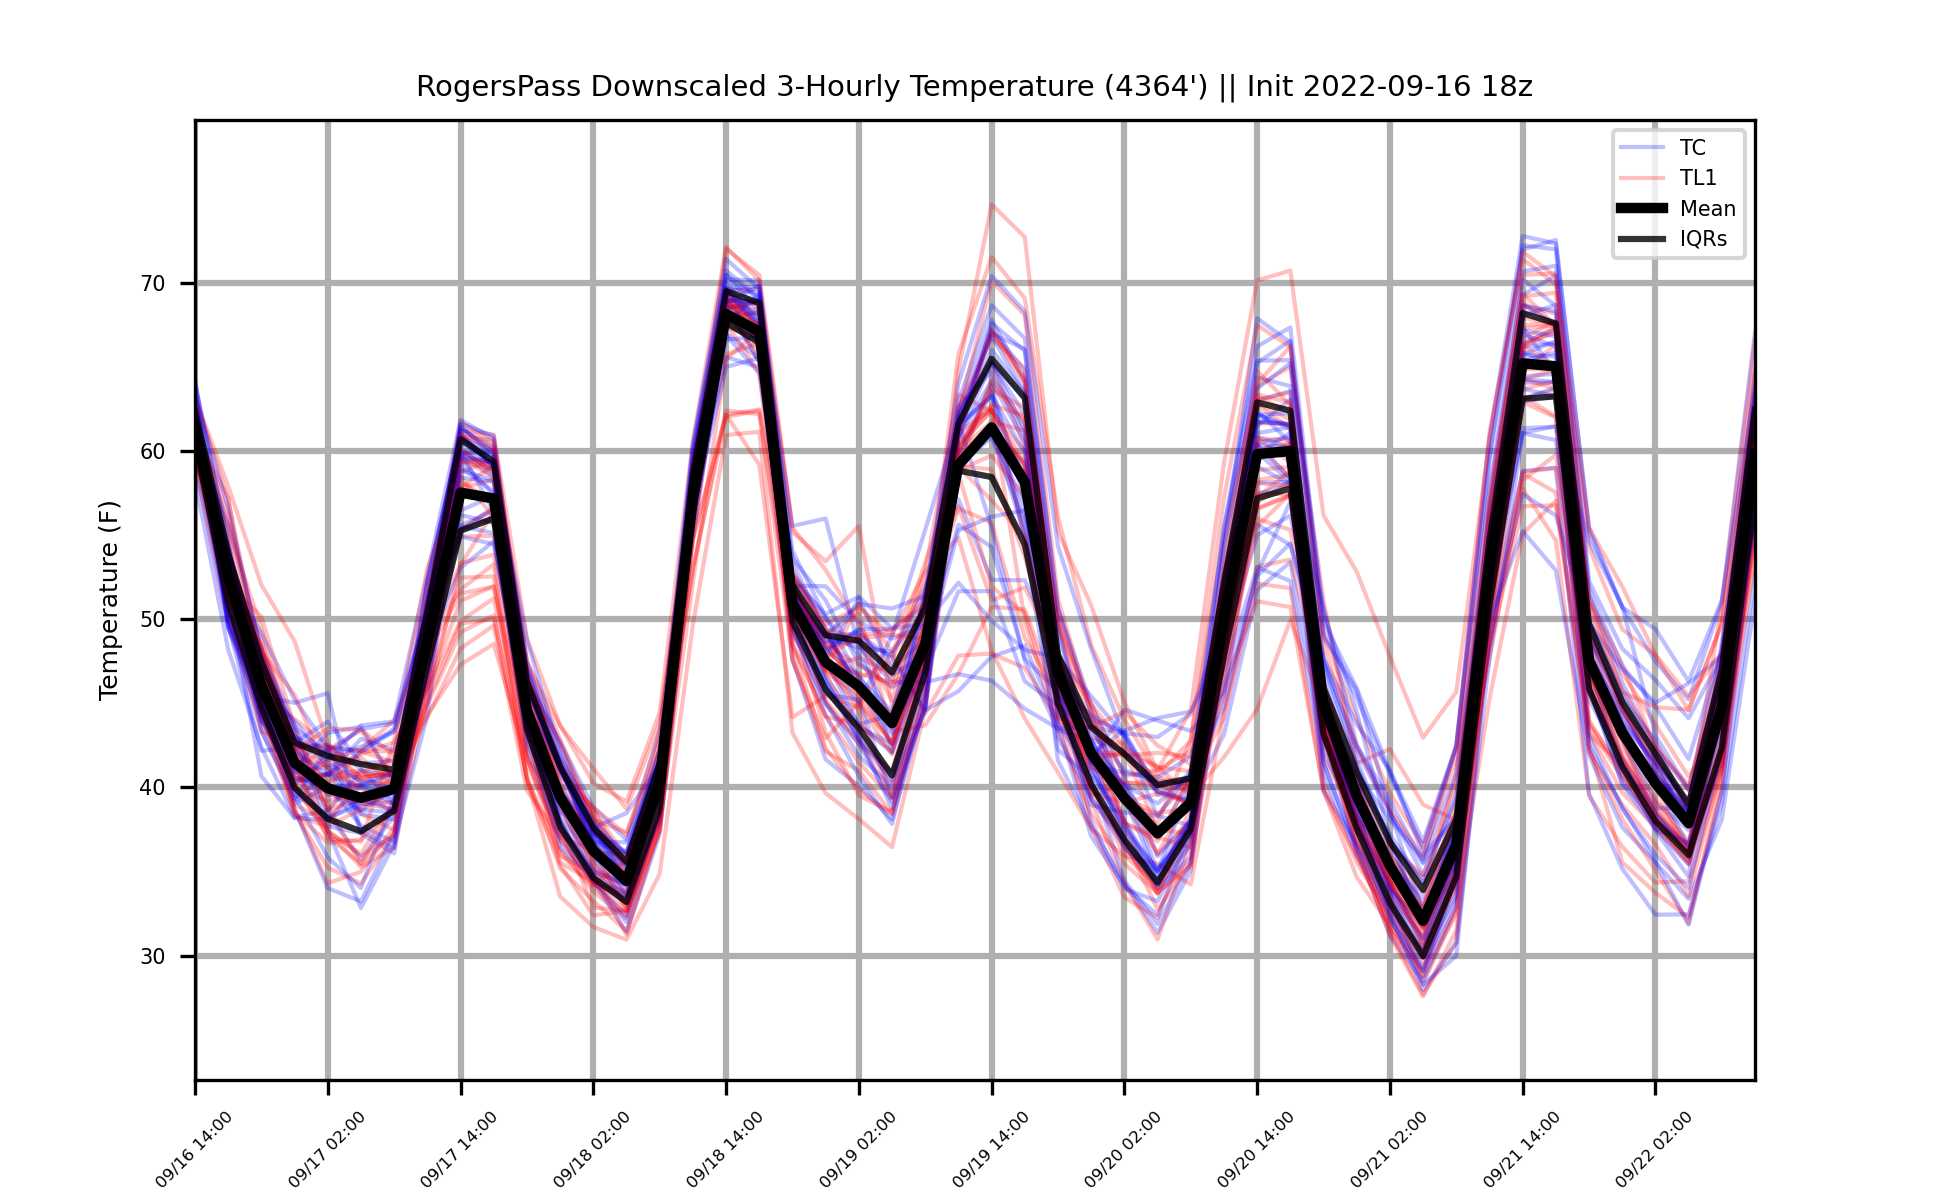 RogersPass Downscaled 3-Hourly Temperature (4364') || Init 2022-09-16 18z
TC
TL1
Mean
IQRs
Temperature (F)
70
60
50
40
30
09/16 14:00
09/17 02:00
09/17 14:00
09/18 02:00
09/18 14:00
09/19 02:00
09/19 14:00
09/20 02:00
09/20 14:00
09/21 02:00
09/21 14:00
09/22 02:00